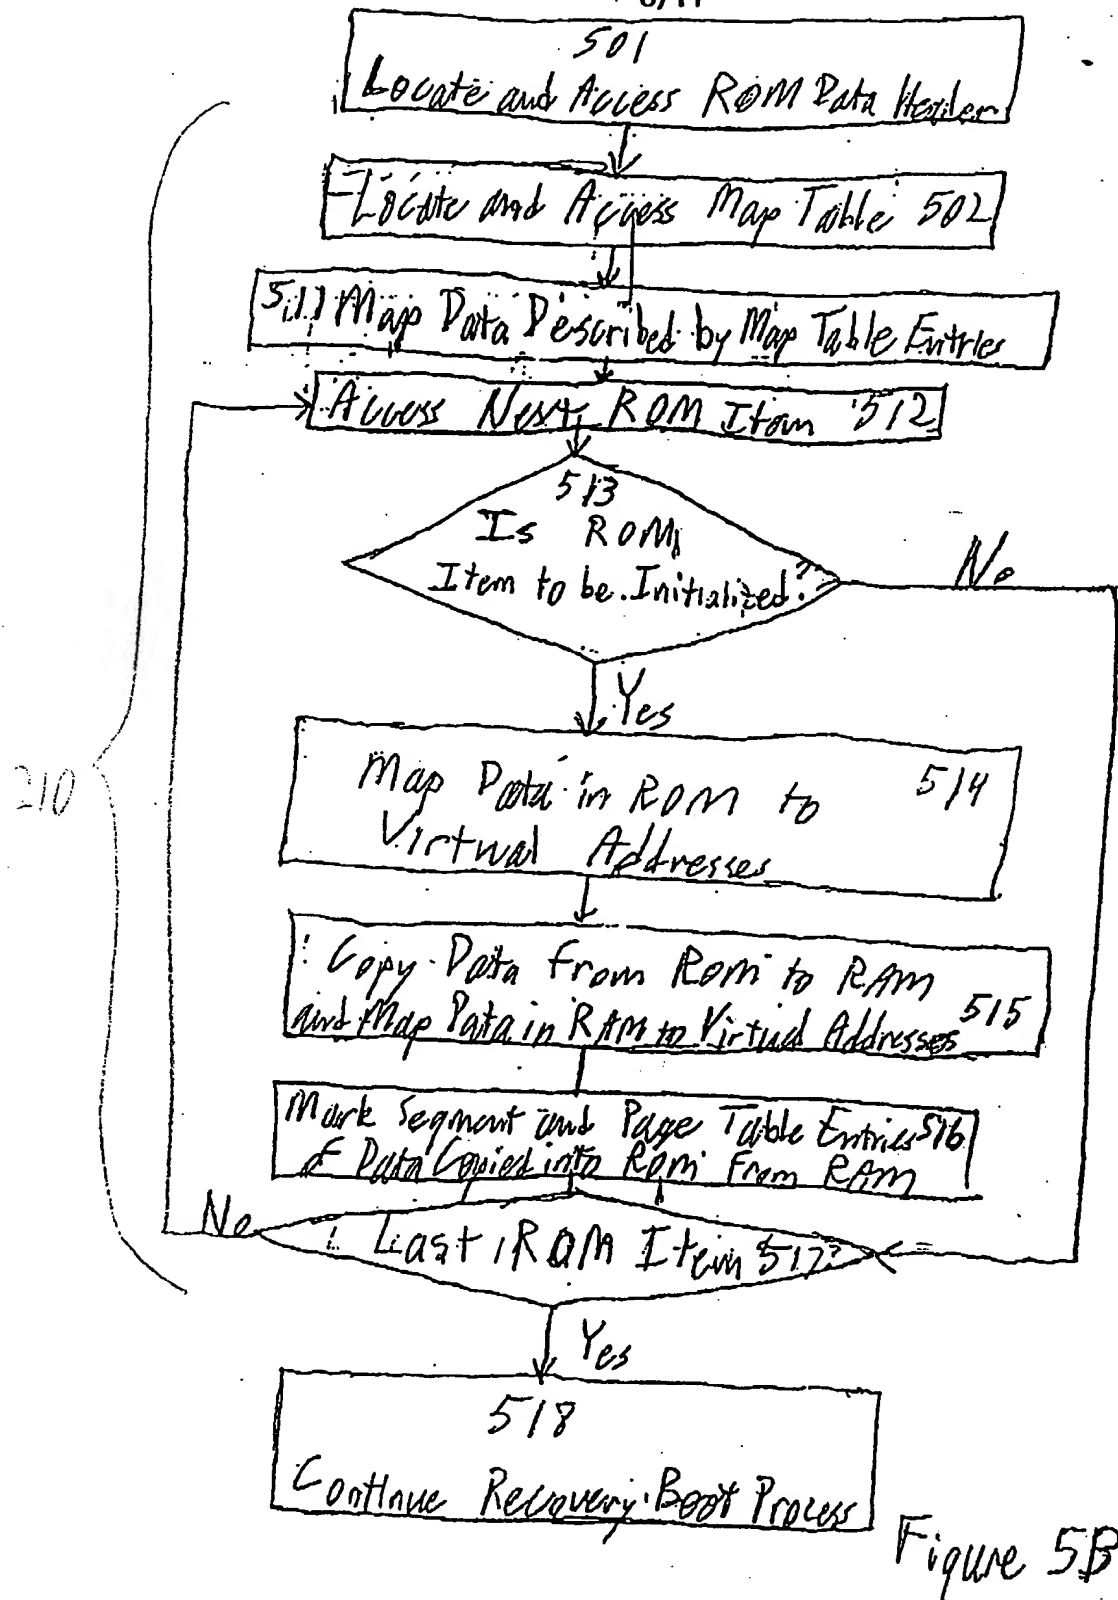 501
Locate and Access ROM Data Header
Locate and Access Map Table 502
511 Map Data Described by Map Table Entries
Access Next ROM Item 512
513
Is ROM
Item to be Initialized?
No
Yes
Map Data in ROM to 514
Virtual Addresses
210
Copy Data from ROM to RAM
and Map Data in RAM to Virtual Addresses 515
Mark Segment and Page Table Entries 516
of Data Copied into ROM From RAM
No
Last ROM Item 517?
Yes
518
Continue Recovery Boot Process
Figure 5B